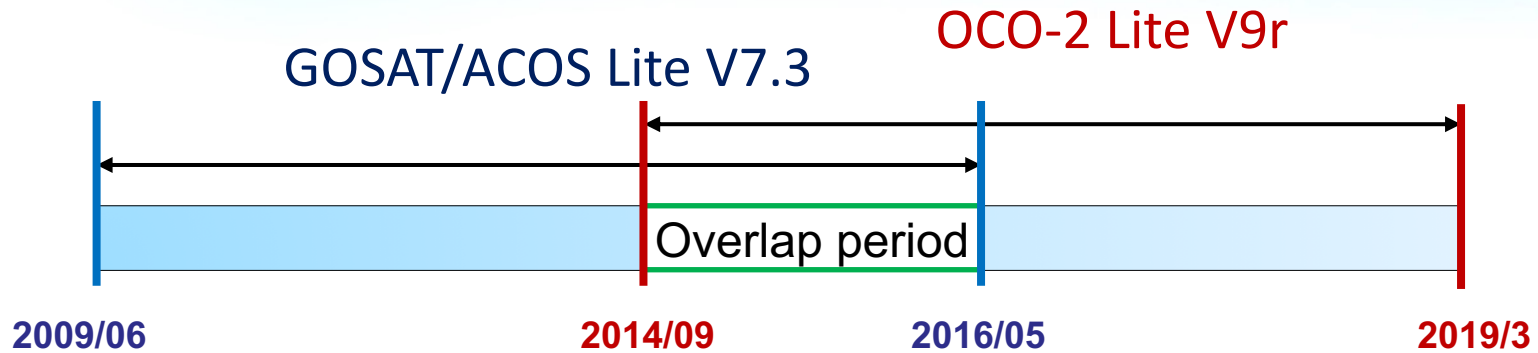 OCO-2 Lite V9r
GOSAT/ACOS Lite V7.3
Overlap period
2009/06
2014/09
2016/05
2019/3